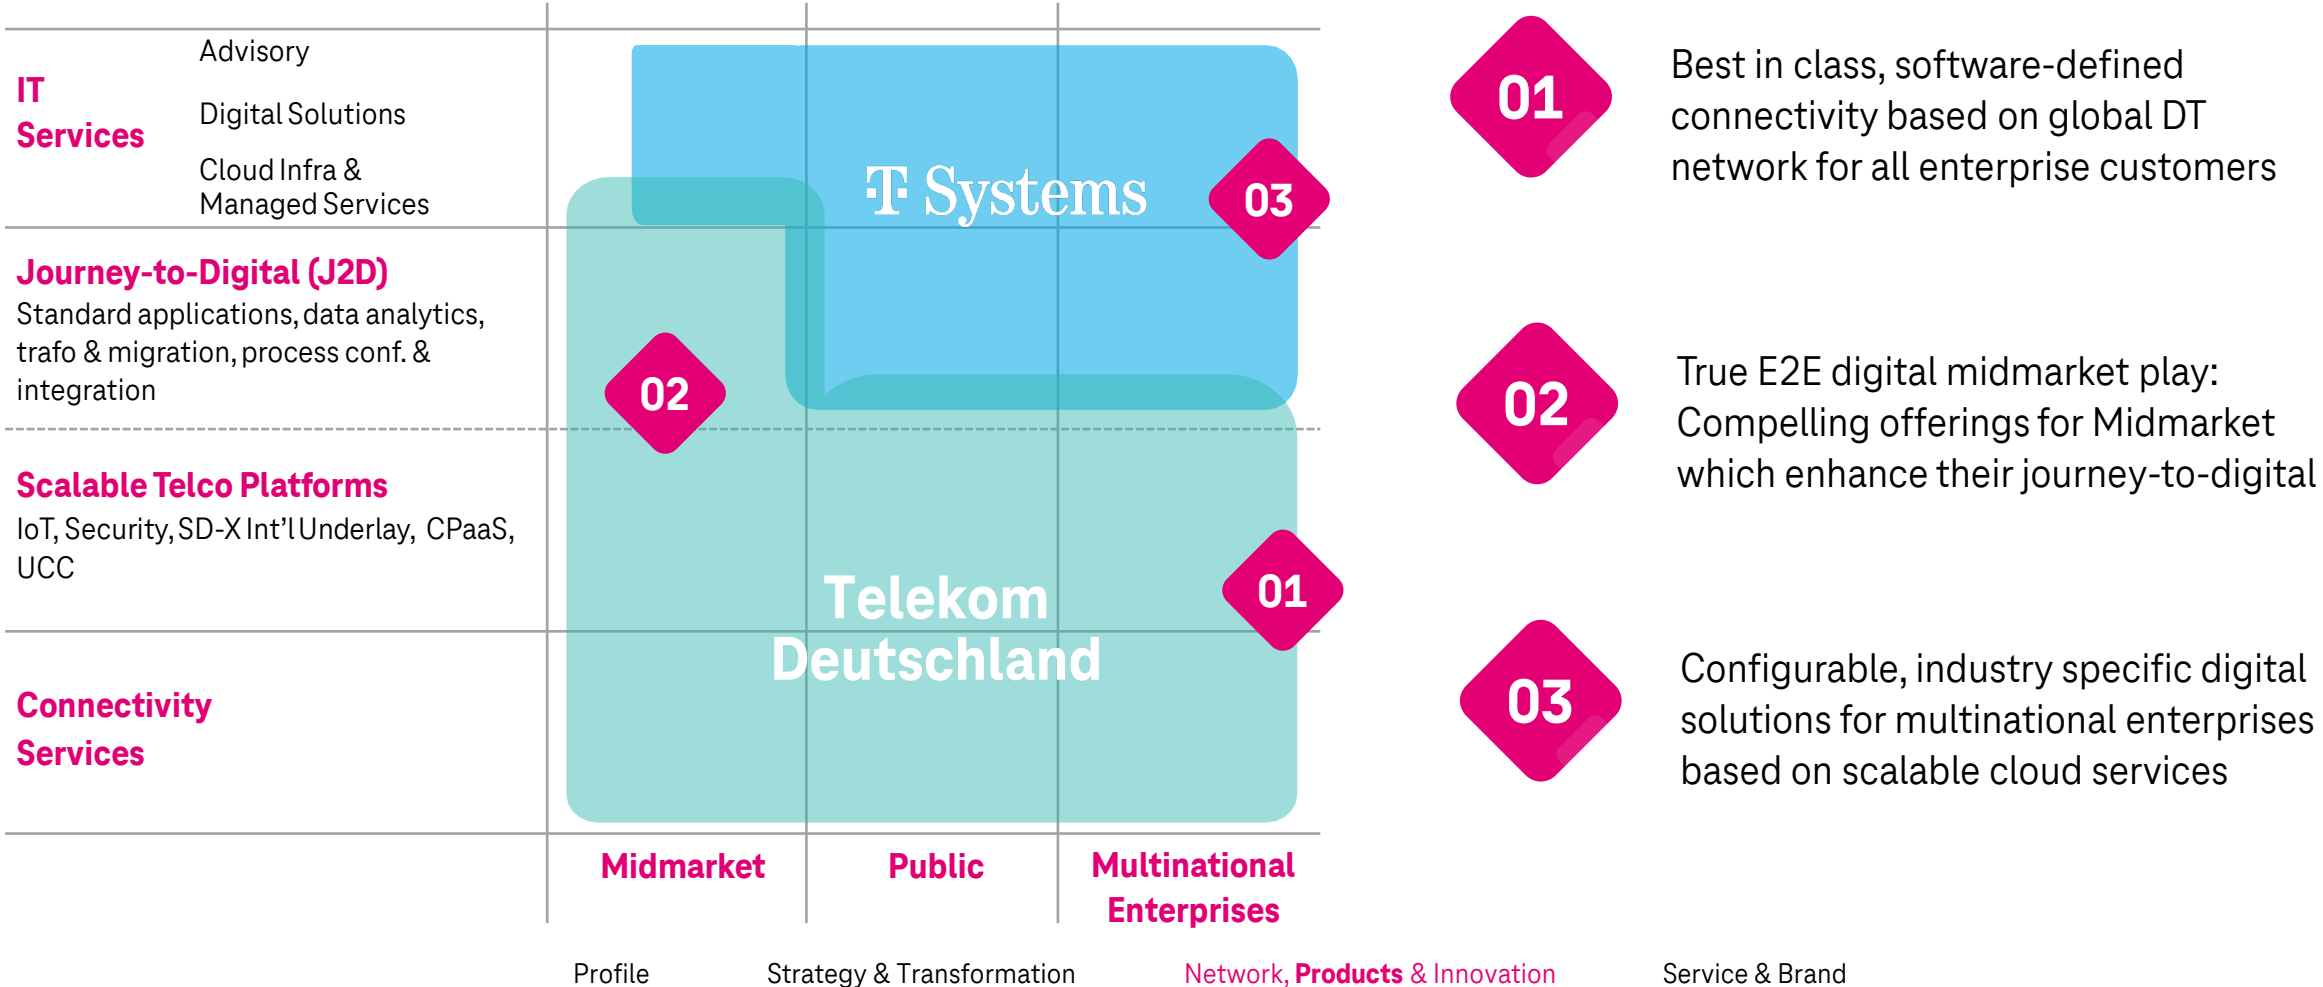 IT
Services
Advisory
Digital Solutions
Cloud Infra &
Managed Services
Journey-to-Digital (J2D)
Standard applications, data analytics,
trafo & migration, process conf. &
integration
Scalable Telco Platforms
IoT, Security, SD-X Int’l Underlay, CPaaS,
UCC
Connectivity
Services
T Systems
03
02
01
Telekom
Deutschland
Midmarket
Public
Multinational
Enterprises
01
Best in class, software-defined
connectivity based on global DT
network for all enterprise customers
02
True E2E digital midmarket play:
Compelling offerings for Midmarket
which enhance their journey-to-digital
03
Configurable, industry specific digital
solutions for multinational enterprises
based on scalable cloud services
Profile
Strategy & Transformation
Network, Products & Innovation
Service & Brand